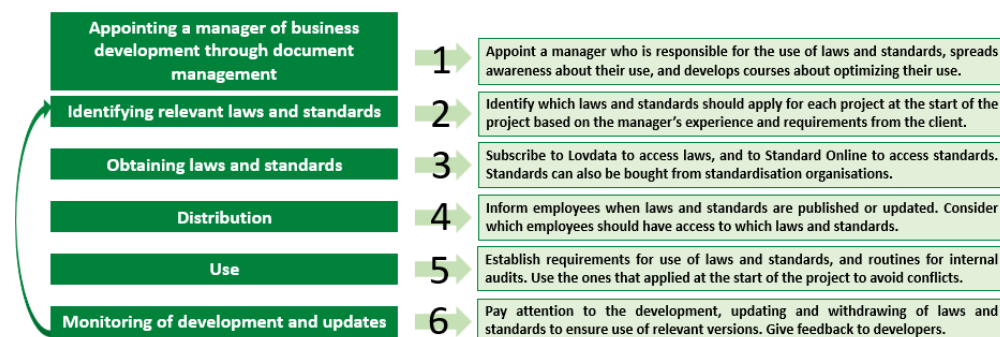 Appointing a manager of business
development through document
management
1
Appoint a manager who is responsible for the use of laws and standards, spreads
awareness about their use, and develops courses about optimizing their use.
Identifying relevant laws and standards
2
Identify which laws and standards should apply for each project at the start of the
project based on the manager's experience and requirements from the client.
Obtaining laws and standards
3
Subscribe to Lovdata to access laws, and to Standard Online to access standards.
Standards can also be bought from standardisation organisations.
Distribution
4
Inform employees when laws and standards are published or updated. Consider
which employees should have access to which laws and standards.
Use
5
Establish requirements for use of laws and standards, and routines for internal
audits. Use the ones that applied at the start of the project to avoid conflicts.
Monitoring of development and updates
6
Pay attention to the development, updating and withdrawing of laws and
standards to ensure use of relevant versions. Give feedback to developers.